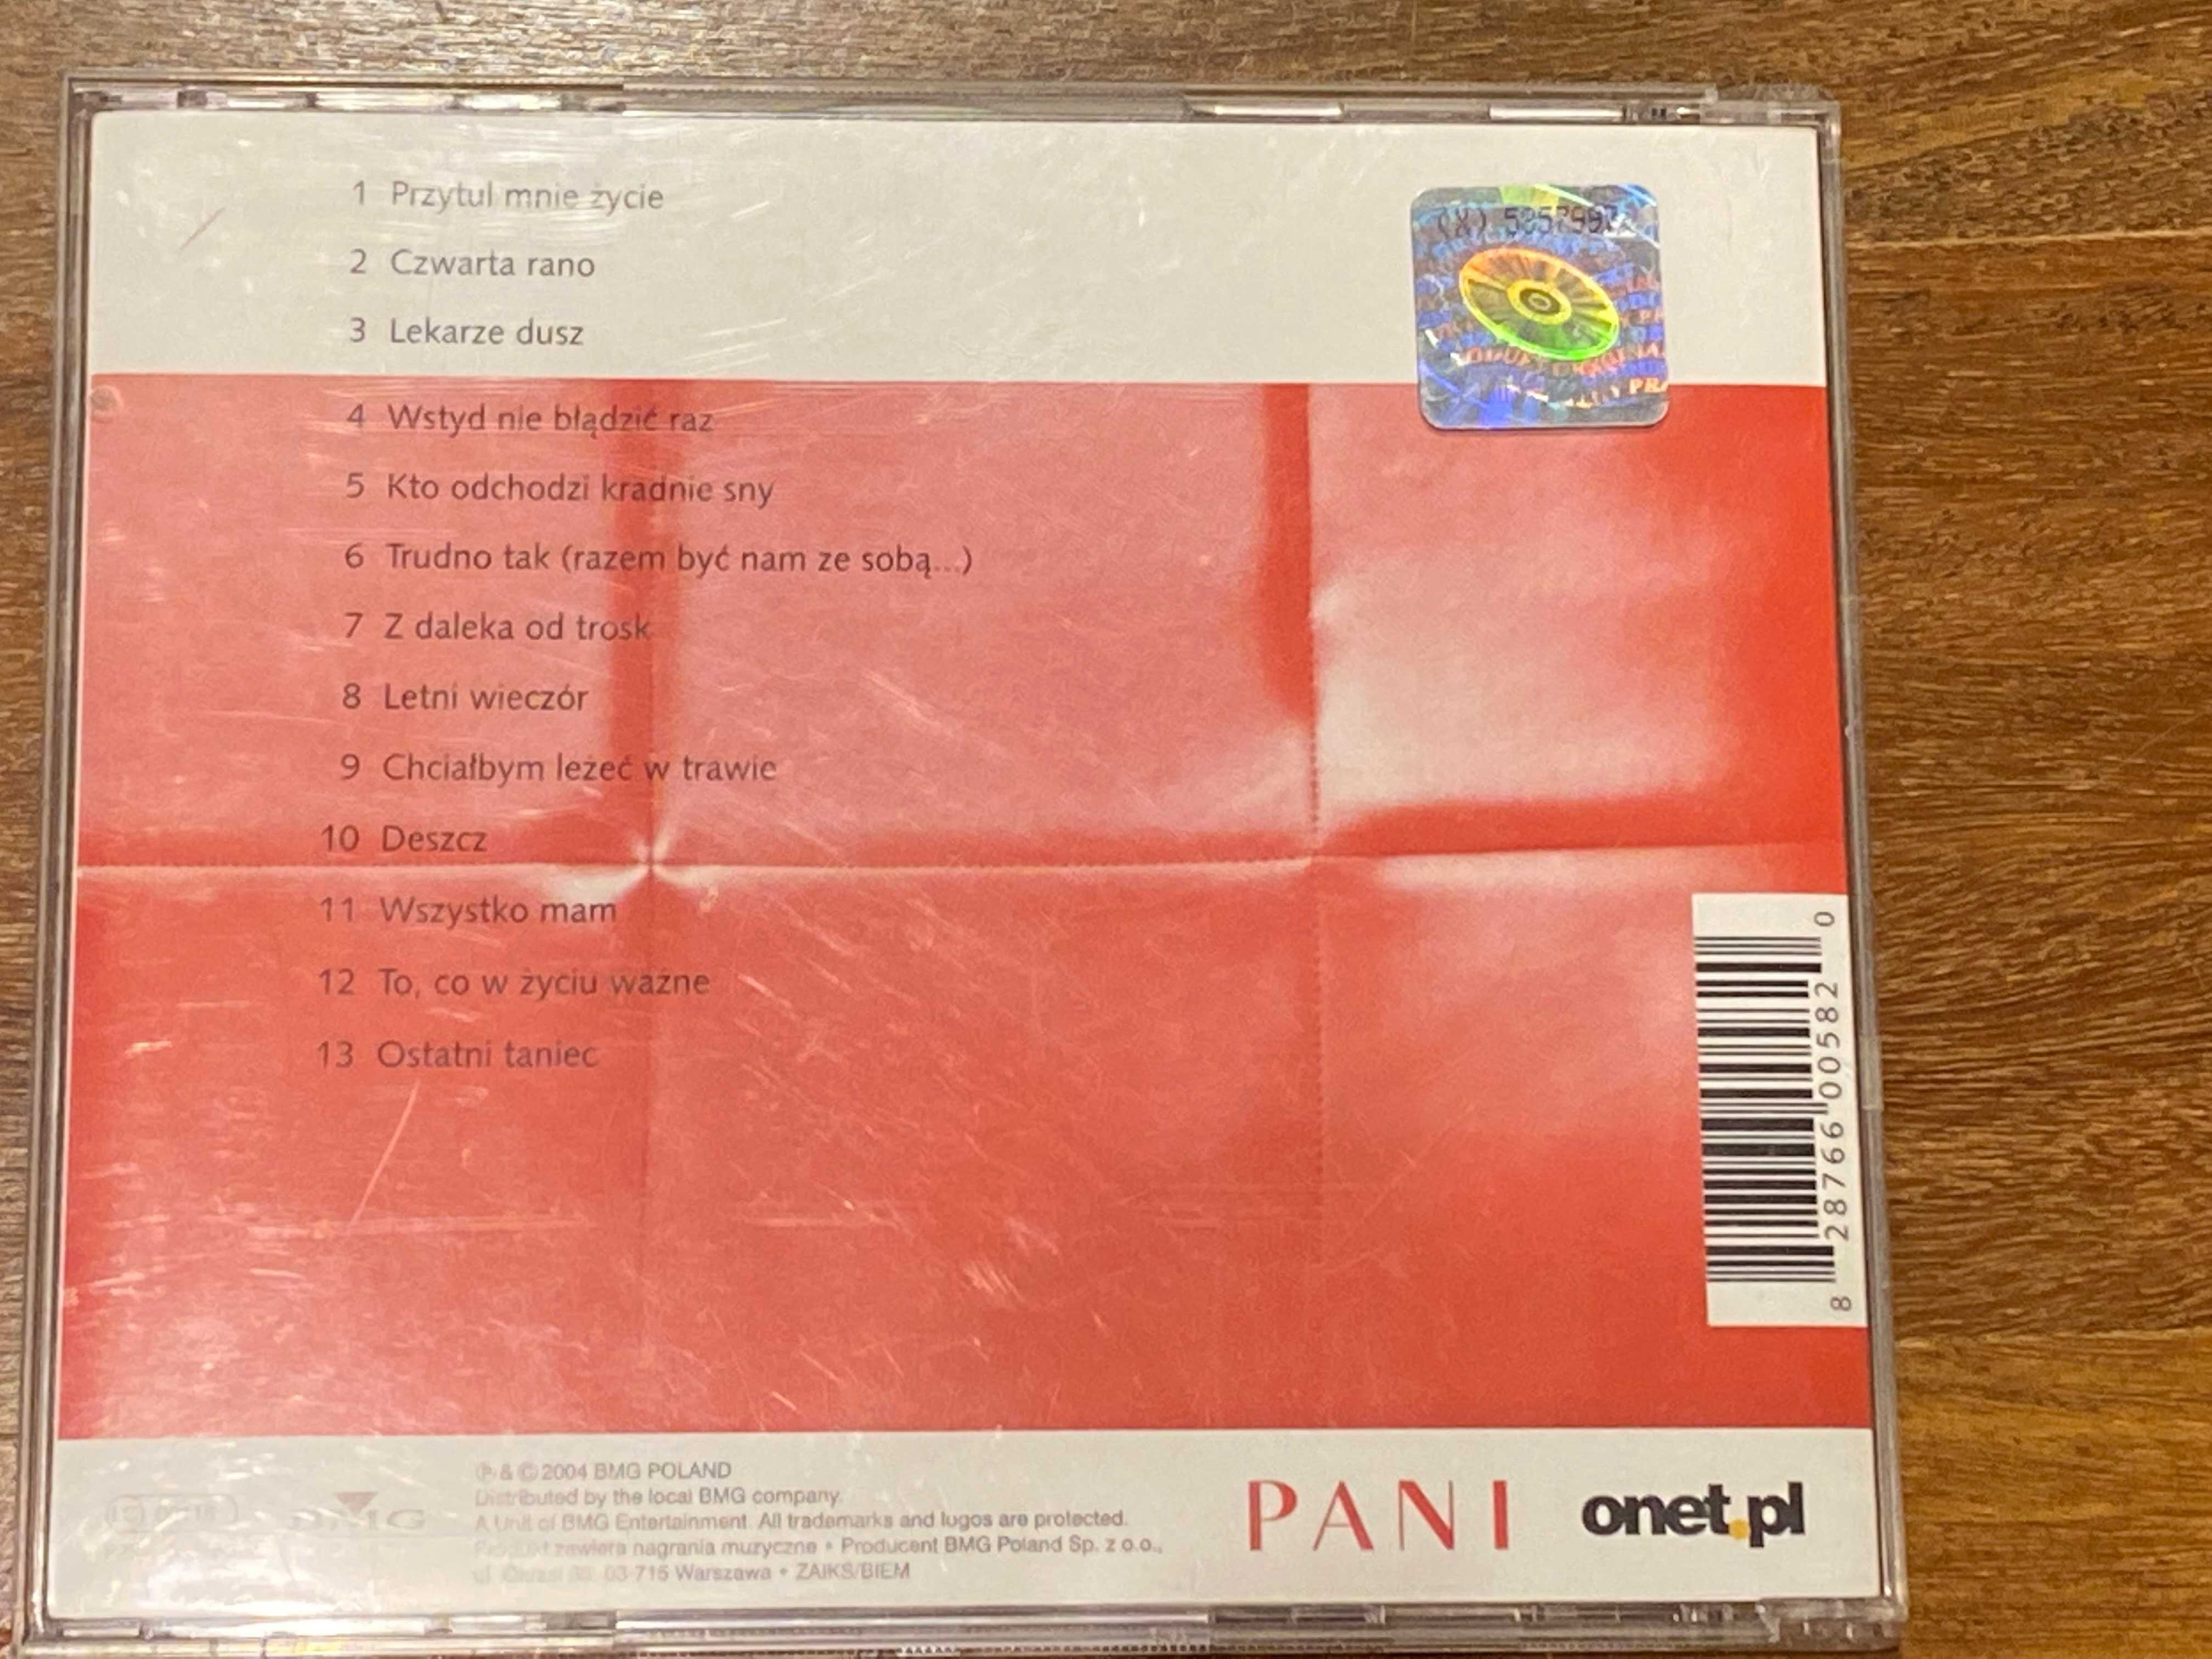 1 Przytul mnie życie
2 Czwarta rano
3 Lekarze dusz
4 Wstyd nie błądzić raz
5 Kto odchodzi kradnie sny
6 Trudno tak (razem być nam ze sobą...)
7 Z daleka od trosk
8 Letni wieczór
9 Chciałbym leżeć w trawie
10 Deszcz
11 Wszystko mam
12 To, co w życiu ważne
13 Ostatni taniec
8 28766 00582 0
BMG
℗ & © 2004 BMG POLAND
Distributed by the local BMG company.
A Unit of BMG Entertainment. All trademarks and logos are protected.
Produkt zawiera nagrania muzyczne • Producent BMG Poland Sp. z o.o.,
03-715 Warszawa • ZAIKS/BIEM
PANI
onet.pl